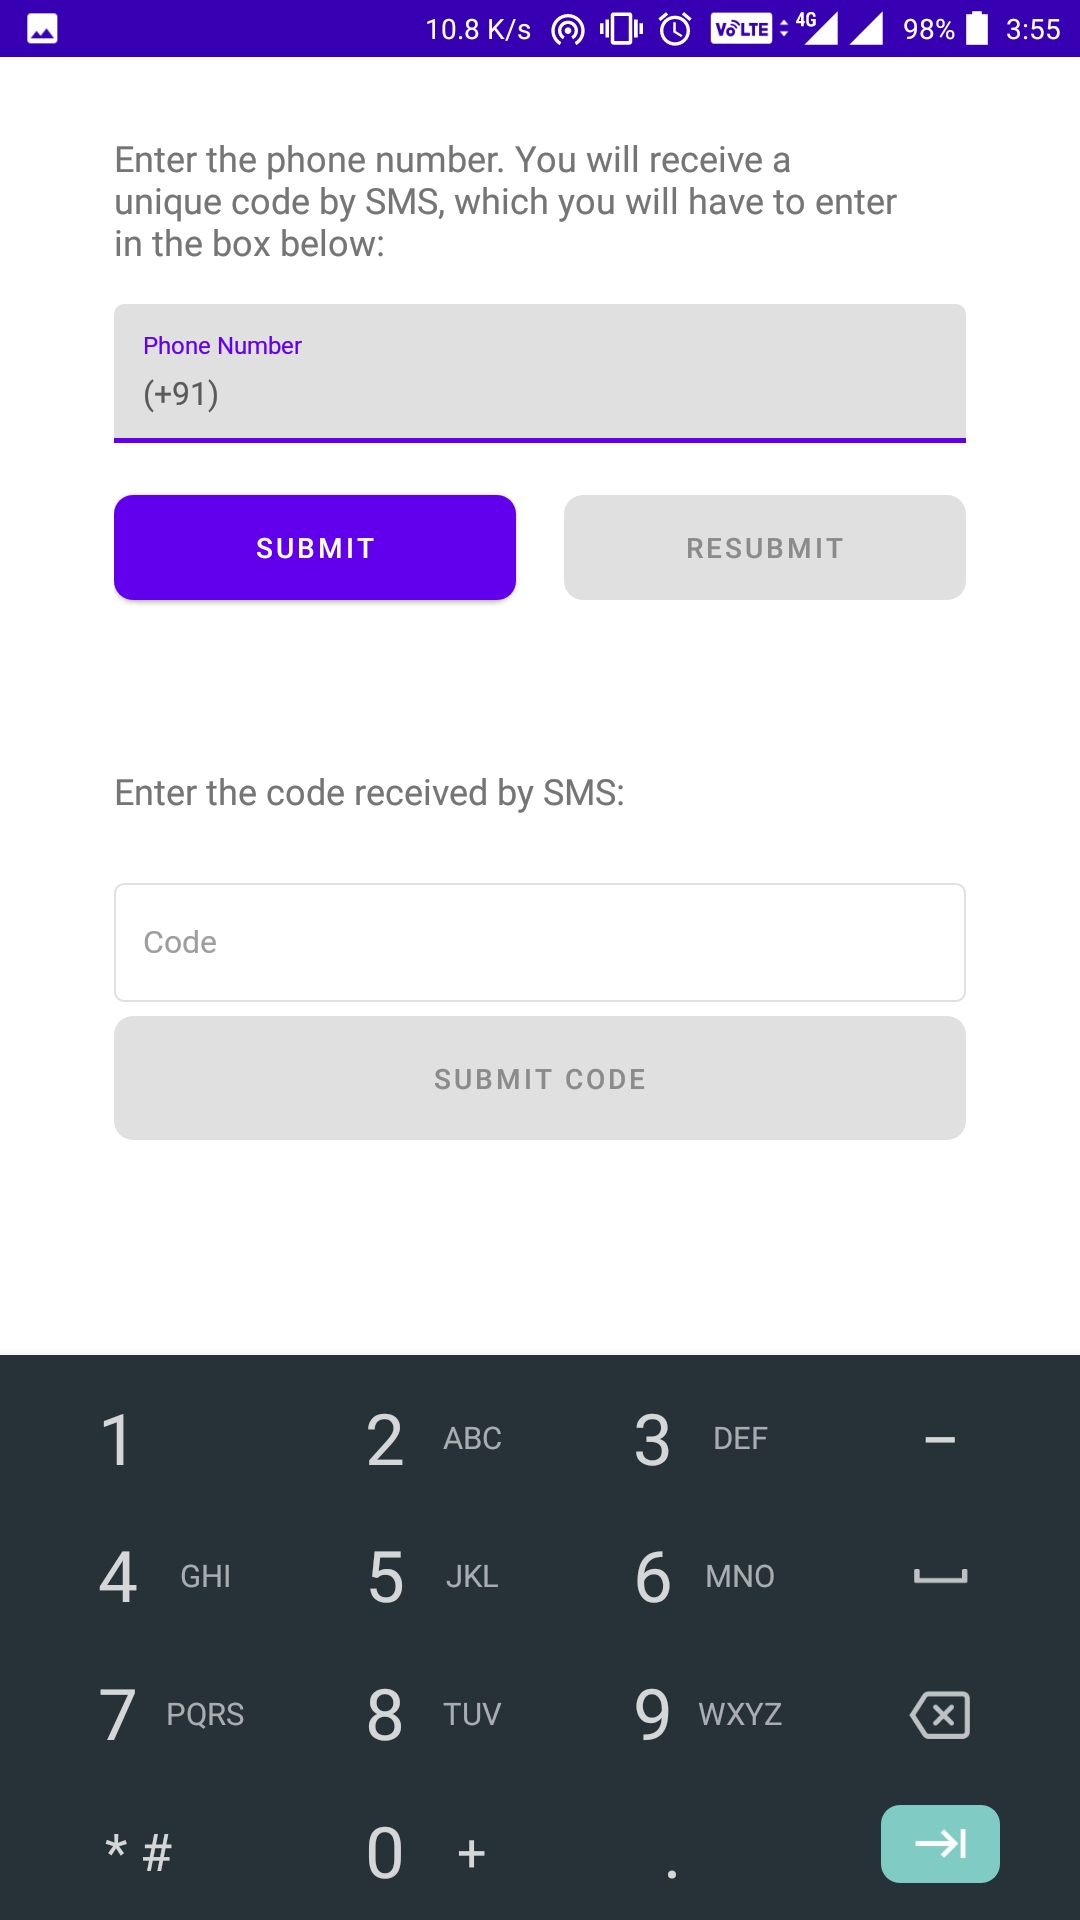 10.8 K/s VoLTE 4G 98% 3:55
Enter the phone number. You will receive a
unique code by SMS, which you will have to enter
in the box below:
Phone Number
(+91)
SUBMIT RESUBMIT
Enter the code received by SMS:
Code
SUBMIT CODE
1 2 ABC 3 DEF –
4 GHI 5 JKL 6 MNO
7 PQRS 8 TUV 9 WXYZ
* # 0 + .